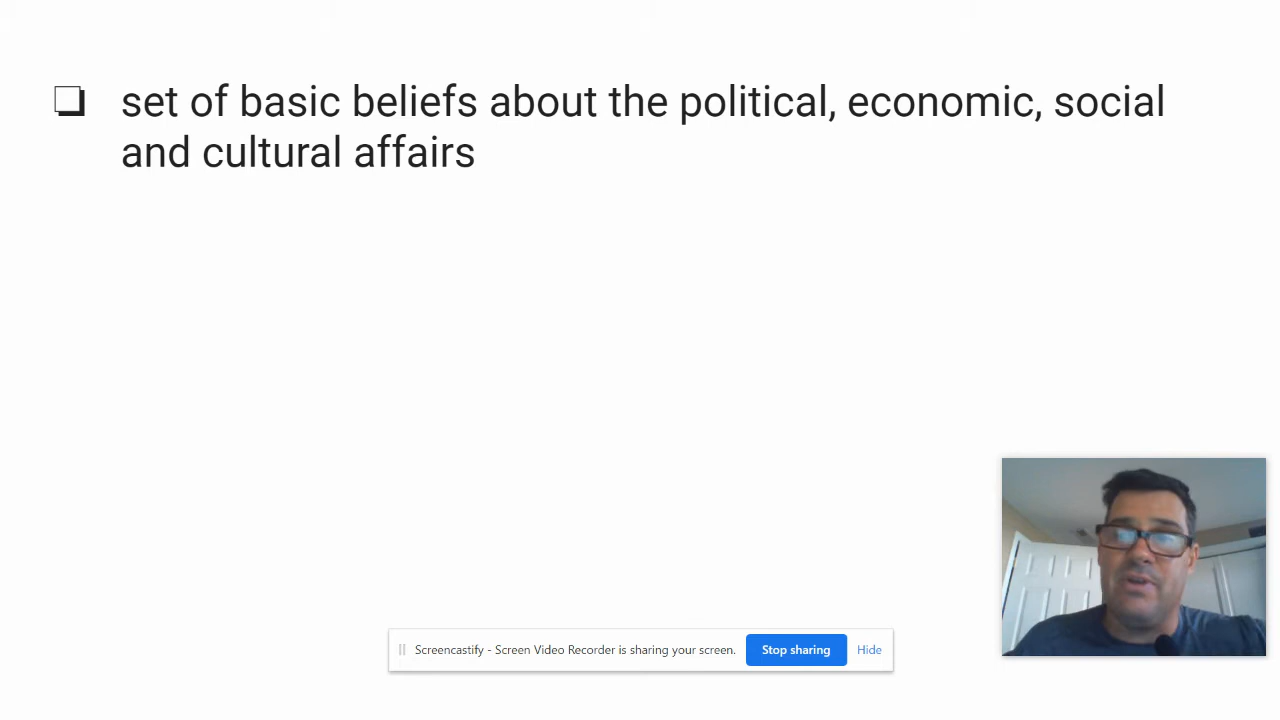 set of basic beliefs about the political, economic, social
and cultural affairs
Screencastify - Screen Video Recorder is sharing your screen.
Stop sharing
Hide